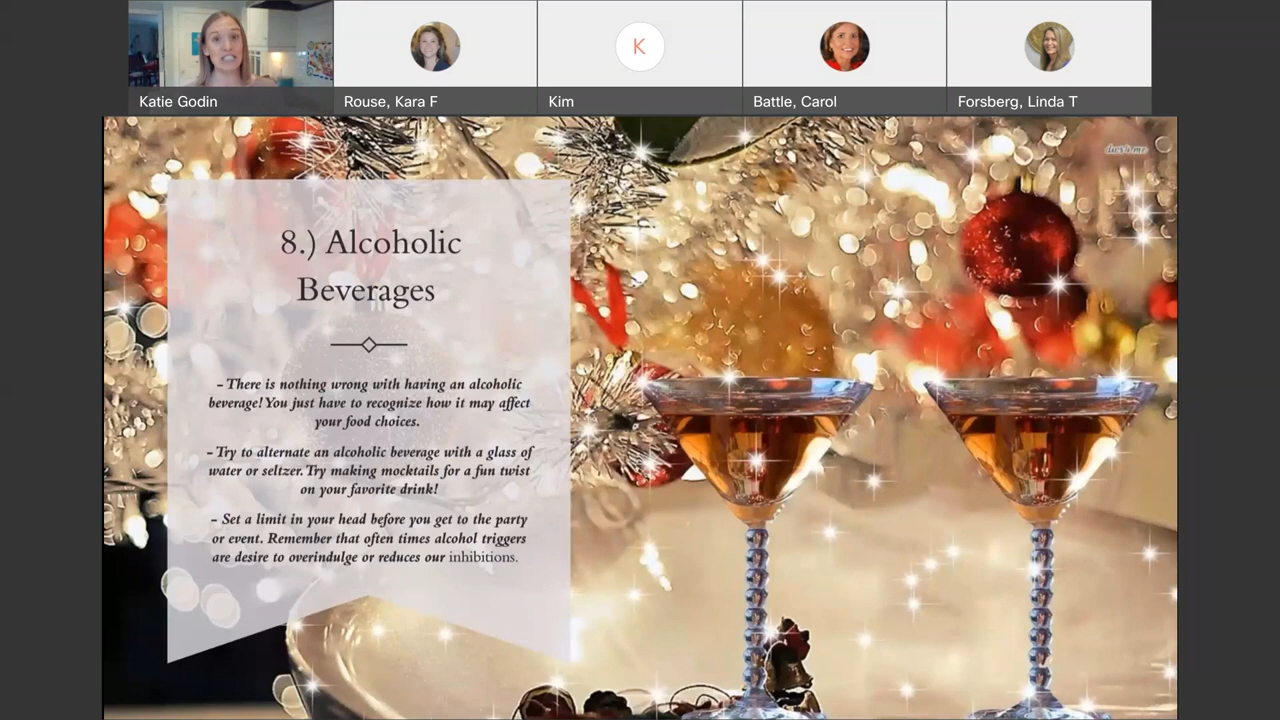 K
Katie Godin
Rouse, Kara F
Kim
Battle, Carol
Forsberg, Linda T
8.) Alcoholic
Beverages
- There is nothing wrong with having an alcoholic
beverage! You just have to recognize how it may affect
your food choices.
- Try to alternate an alcoholic beverage with a glass of
water or seltzer. Try making mocktails for a fun twist
on your favorite drink!
- Set a limit in your head before you get to the party
or event. Remember that often times alcohol triggers
are desire to overindulge or reduces our inhibitions.